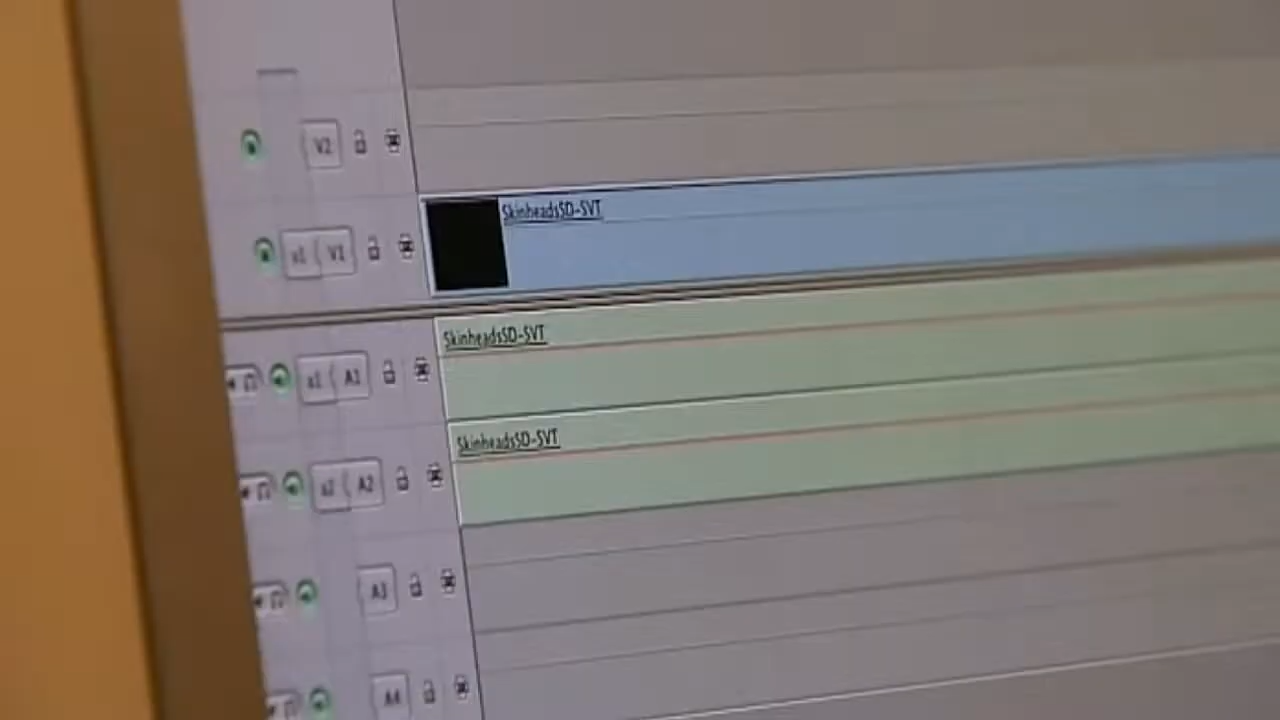 V2
SkinheadsSD-SVT
v1 V1
SkinheadsSD-SVT
a1 A1
SkinheadsSD-SVT
a2 A2
A3
A4